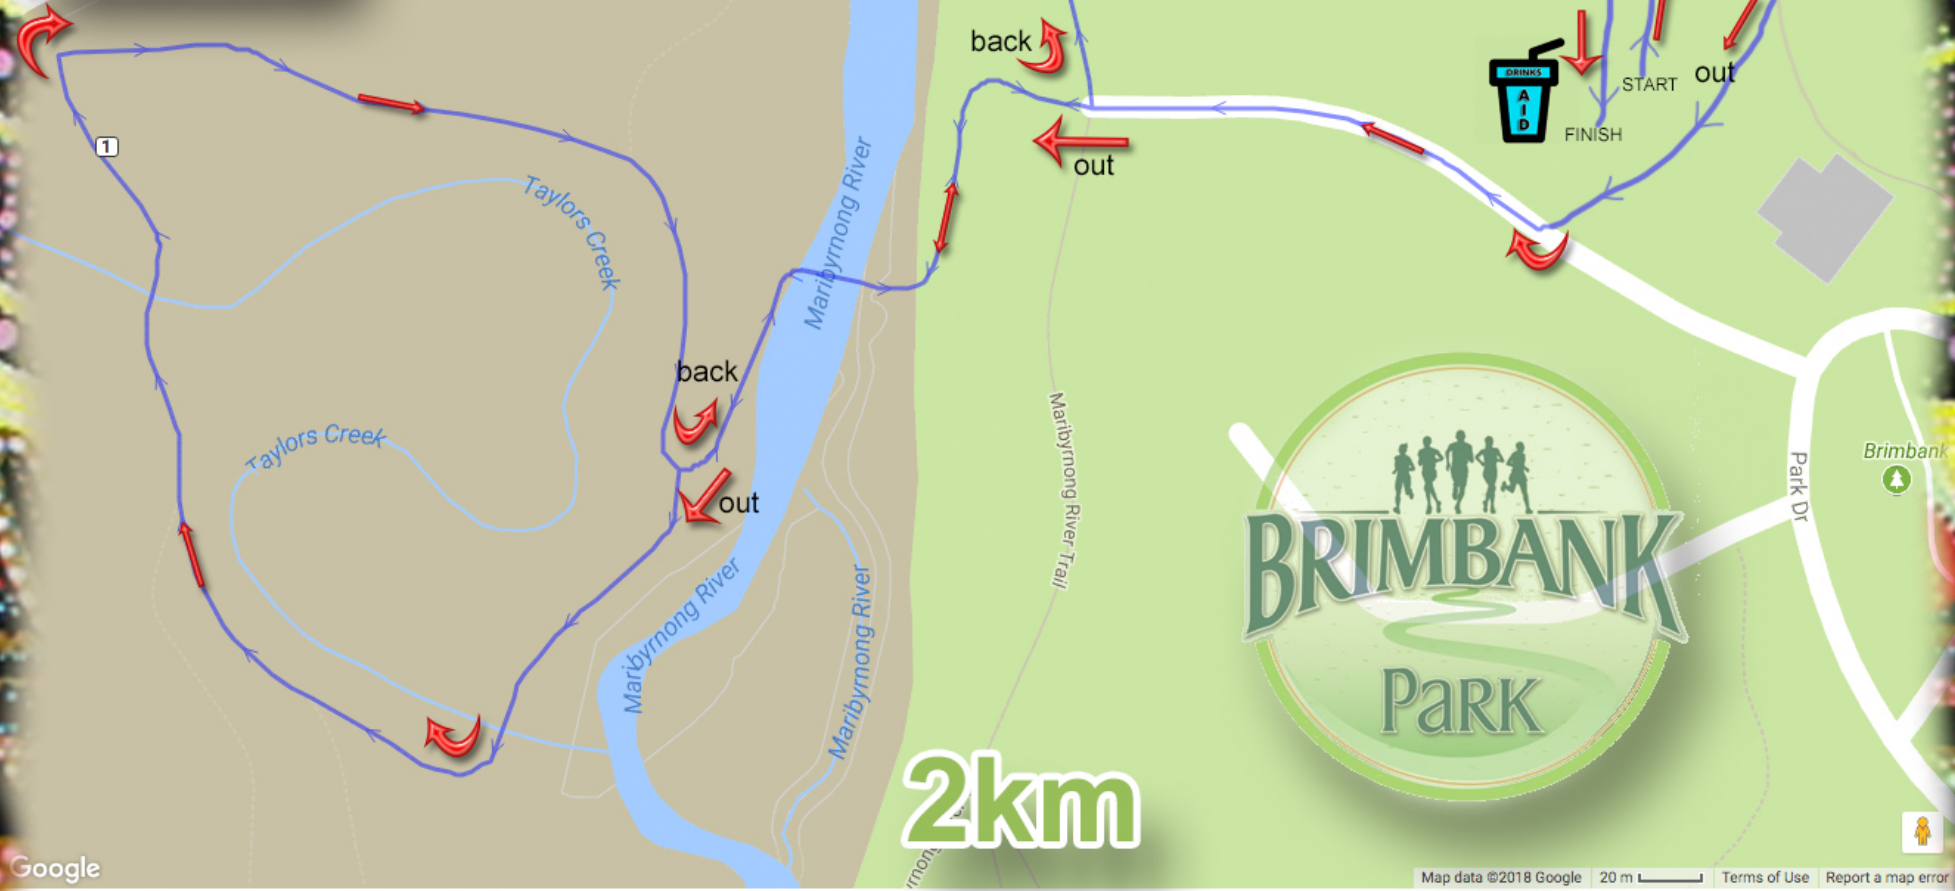 back
out
START
FINISH
DRINKS
A
I
D
out
1
Taylors Creek
Maribyrnong River
back
out
Taylors Creek
Maribyrnong River
Maribyrnong River
Maribyrnong River Trail
Park Dr
Brimbank
BRIMBANK
PARK
2km
Google
Map data ©2018 Google
20 m
Terms of Use
Report a map error